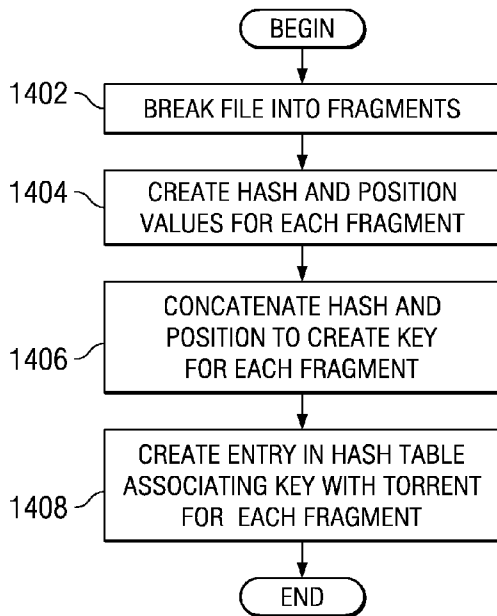 BEGIN
1402
BREAK FILE INTO FRAGMENTS
1404
CREATE HASH AND POSITION
VALUES FOR EACH FRAGMENT
1406
CONCATENATE HASH AND
POSITION TO CREATE KEY
FOR EACH FRAGMENT
1408
CREATE ENTRY IN HASH TABLE
ASSOCIATING KEY WITH TORRENT
FOR EACH FRAGMENT
END